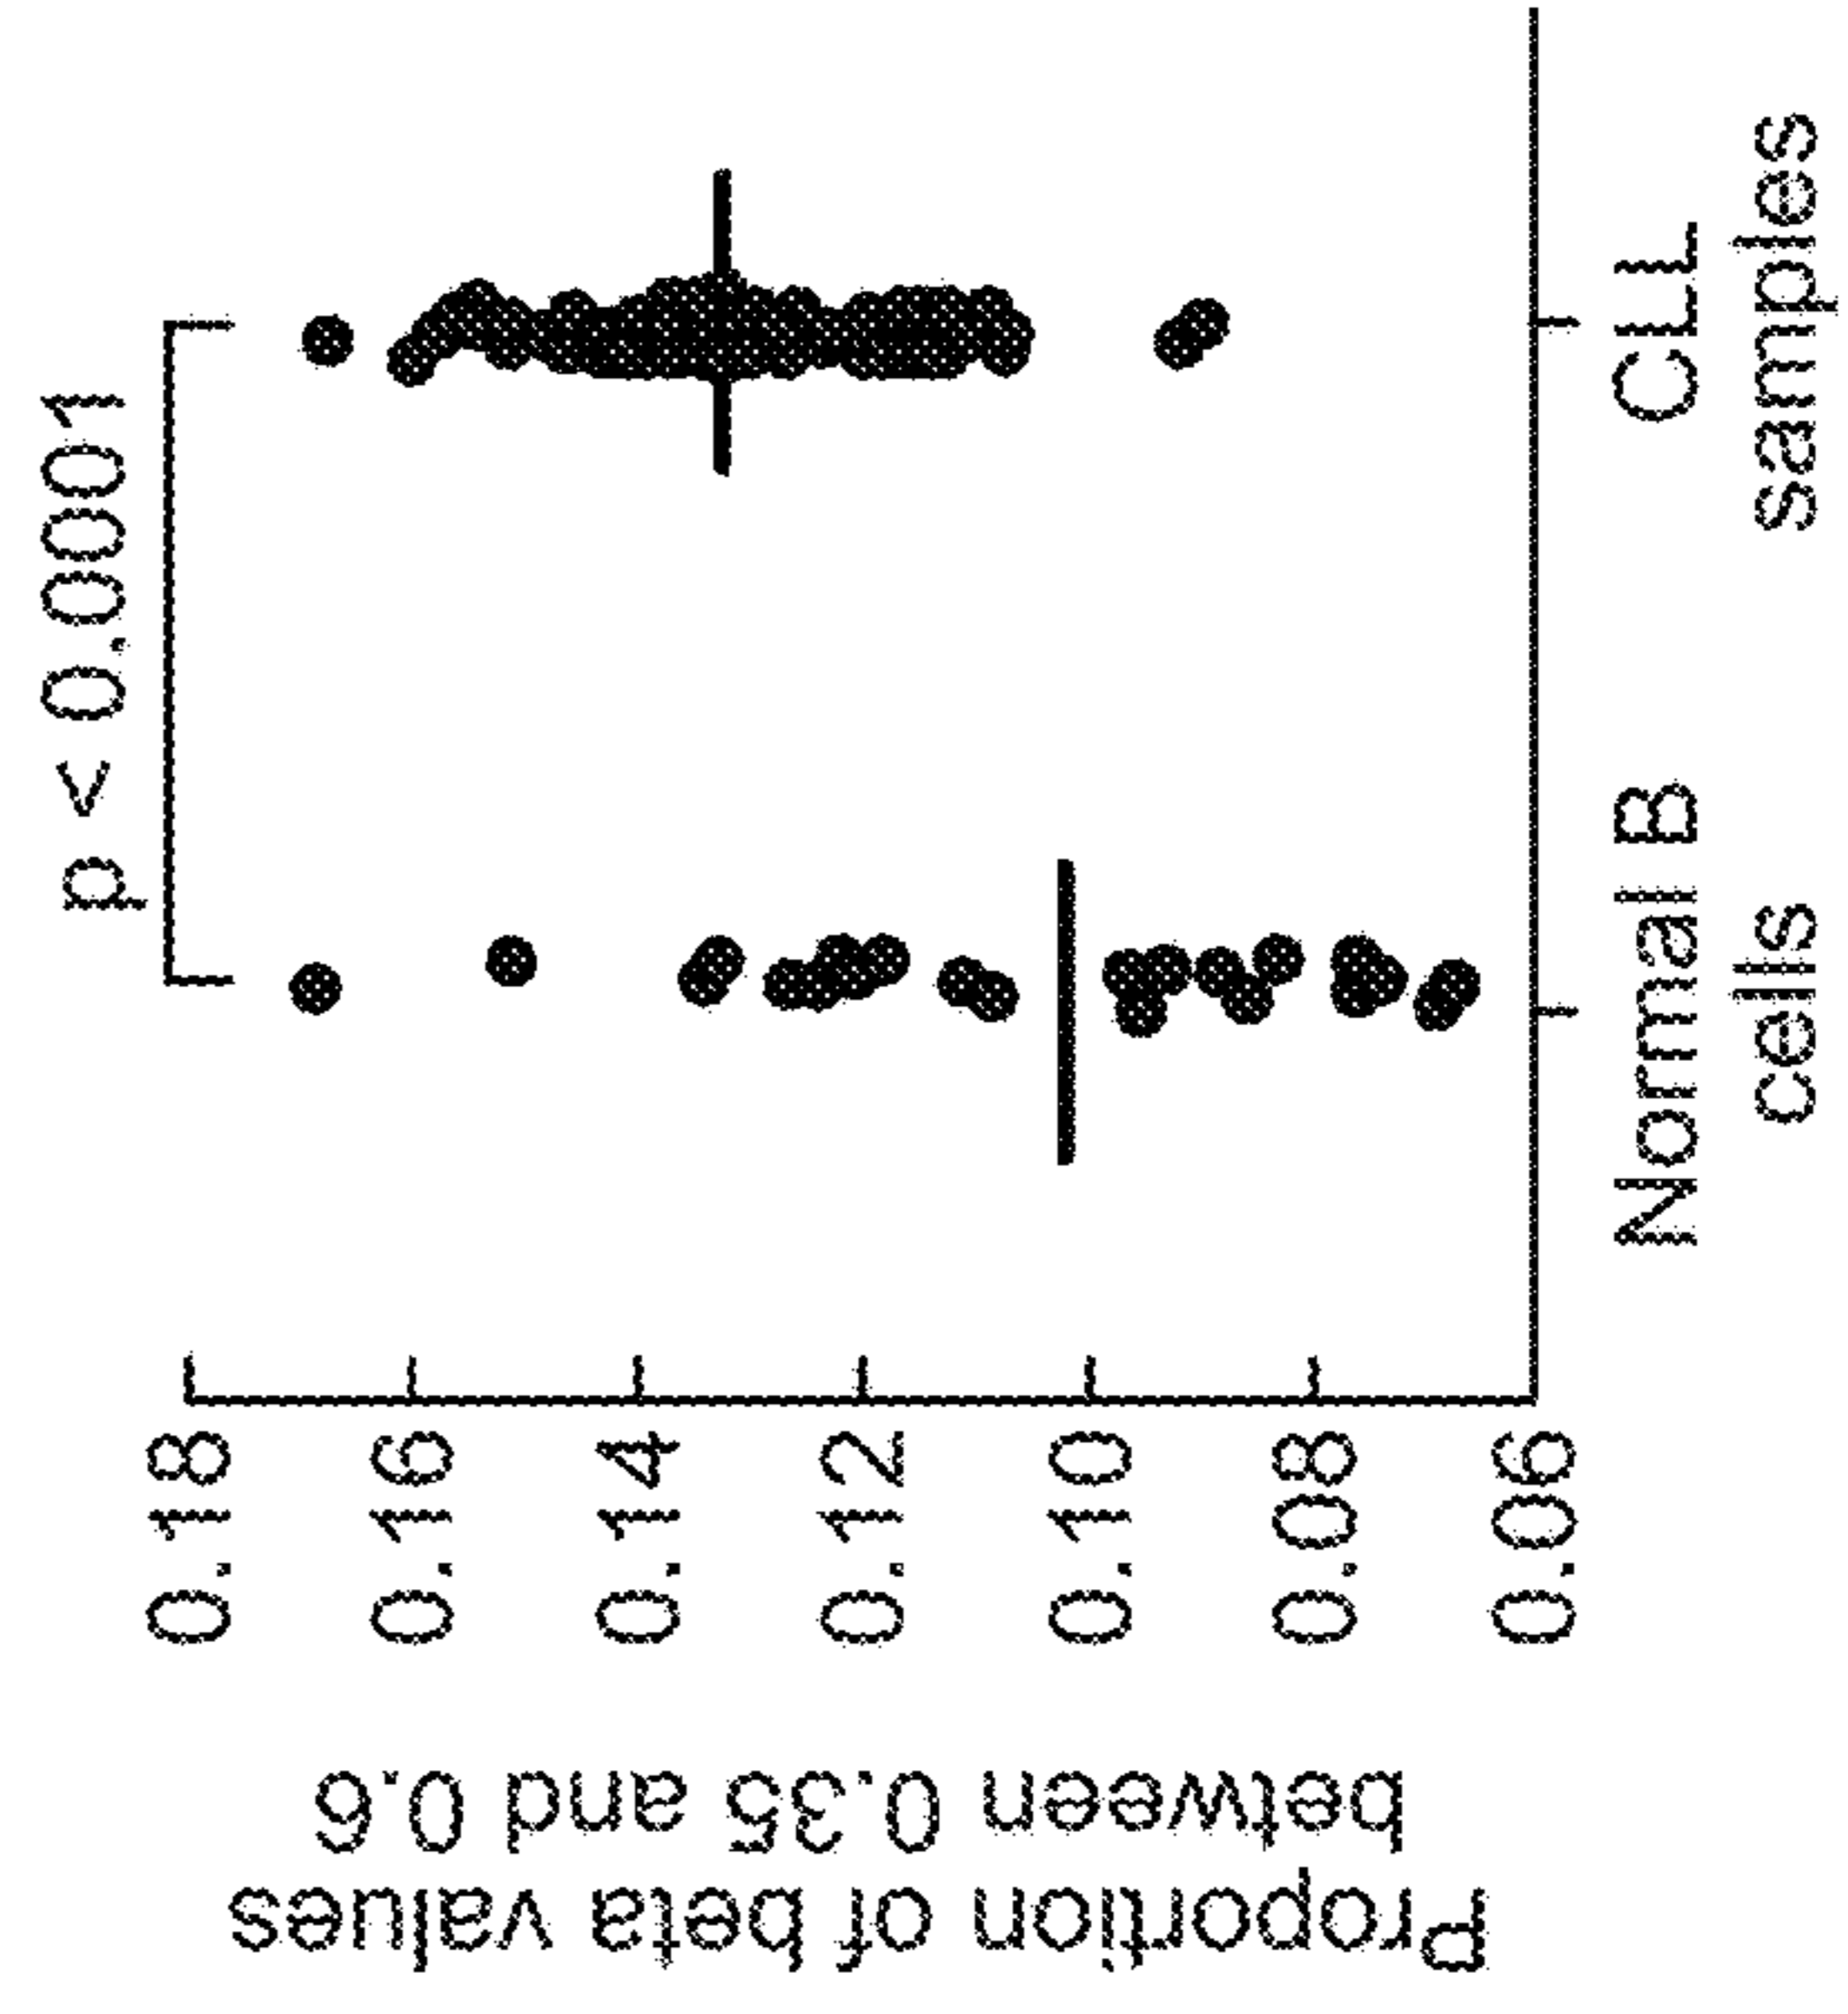 Proportion of beta values
between 0.35 and 0.6
p < 0.0001
0.18
0.16
0.14
0.12
0.10
0.08
0.06
Normal B
cells
CLL
samples